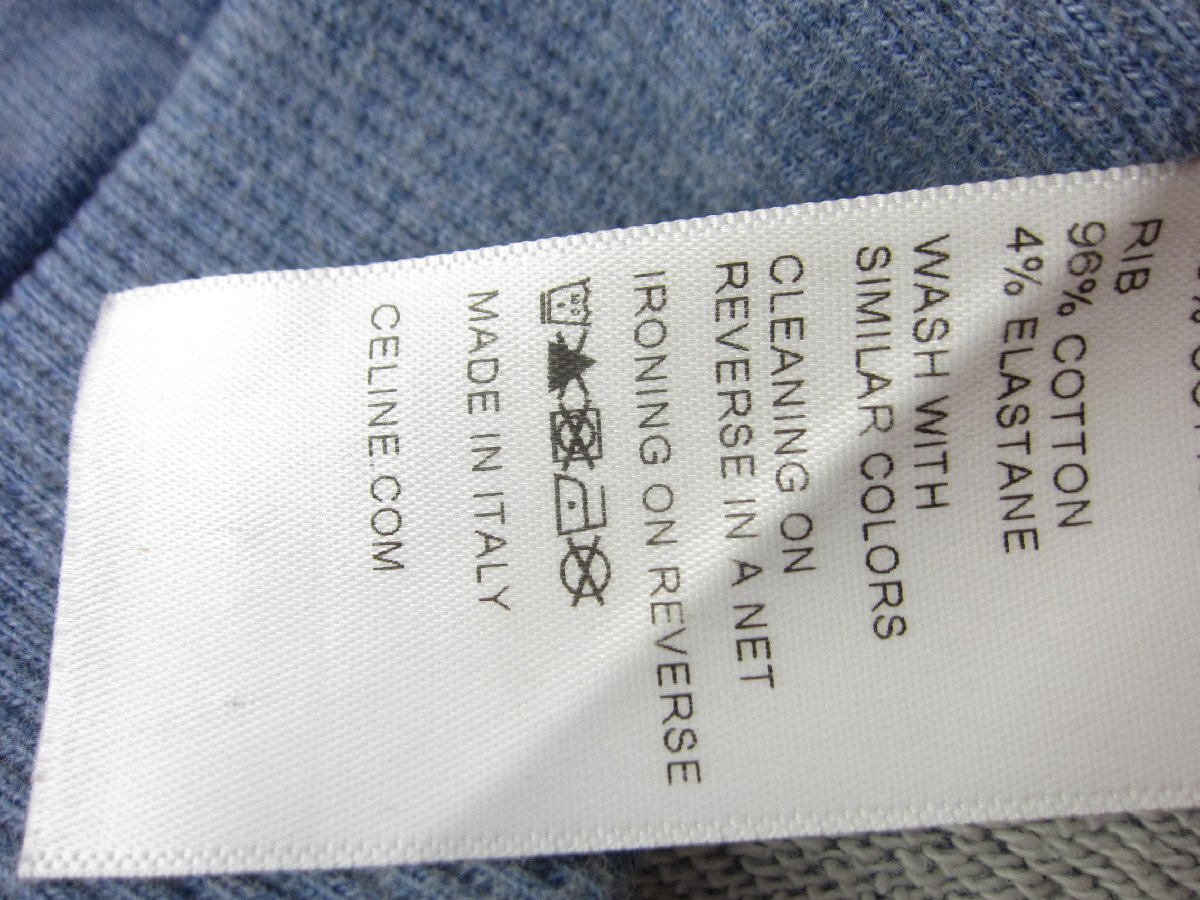 RIB
96% COTTON
4% ELASTANE
WASH WITH
SIMILAR COLORS
CLEANING ON
REVERSE IN A NET
IRONING ON REVERSE
MADE IN ITALY
CELINE.COM